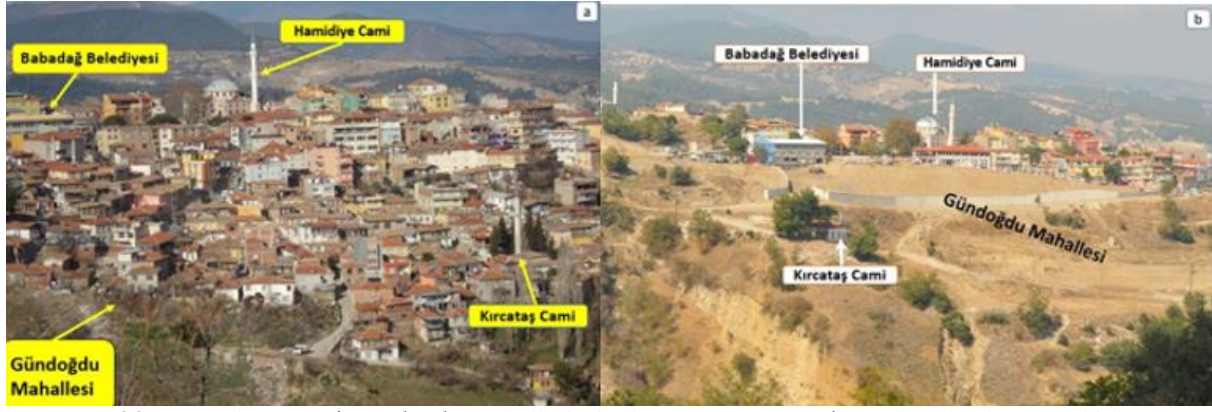 a
Hamidiye Cami
Babadağ Belediyesi
Kırcataş Cami
Gündoğdu
Mahallesi
b
Babadağ Belediyesi
Hamidiye Cami
Gündoğdu Mahallesi
Kırcataş Cami